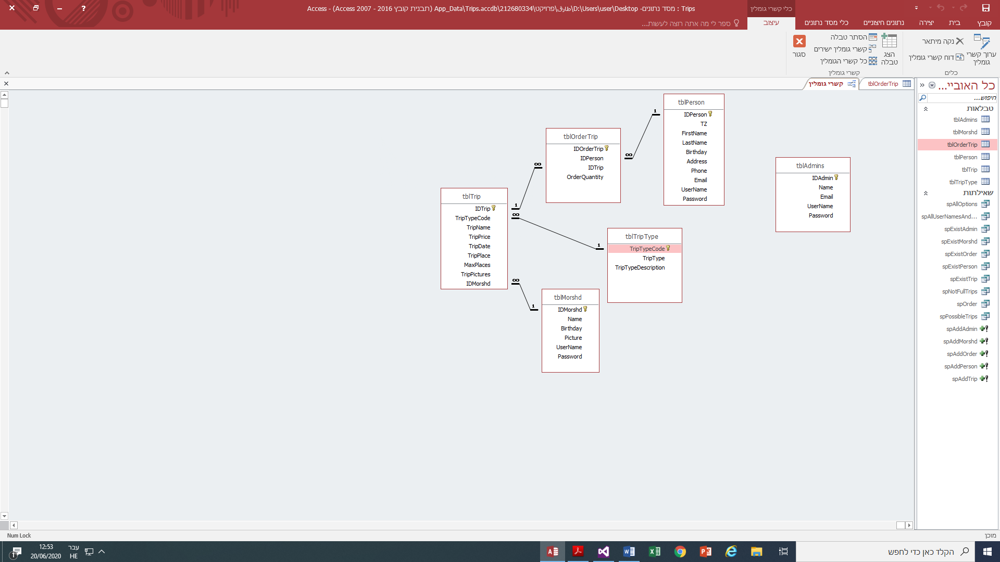 Trips : מסד נתונים- D:\Users\user\Desktop\طارق\פרויקט\212680334\App_Data\Trips.accdb (תבנית קובץ Access 2007 - 2016) - Access
כלי קשרי גומלין
?
קובץ
בית
יצירה
נתונים חיצוניים
כלי מסד נתונים
עיצוב
ספר לי מה אתה רוצה לעשות...
ערוך קשרי גומלין
נקה מיתאר
דוח קשרי גומלין
כלים
הצג טבלה
הסתר טבלה
קשרי גומלין ישירים
כל קשרי הגומלין
קשרי גומלין
סגור
tblOrderTrip
קשרי גומלין
כל האוביי...
חיפוש...
טבלאות
tblAdmins
tblMorshd
tblOrderTrip
tblPerson
tblTrip
tblTripType
שאילתות
spAllOptions
spAllUserNamesAnd...
spExistAdmin
spExistMorshd
spExistOrder
spExistPerson
spExistTrip
spNotFullTrips
spOrder
spPossibleTrips
spAddAdmin
spAddMorshd
spAddOrder
spAddPerson
spAddTrip
tblPerson
IDPerson
TZ
FirstName
LastName
Birthday
Address
Phone
Email
UserName
Password
tblOrderTrip
IDOrderTrip
IDPerson
IDTrip
OrderQuantity
tblAdmins
IDAdmin
Name
Email
UserName
Password
tblTrip
IDTrip
TripTypeCode
TripName
TripPrice
TripDate
TripPlace
MaxPlaces
TripPictures
IDMorshd
tblTripType
TripTypeCode
TripType
TripTypeDescription
tblMorshd
IDMorshd
Name
Birthday
Picture
UserName
Password
1
∞
∞
1
∞
1
∞
1
מוכן
Num Lock
הקלד כאן כדי לחפש
עבר
HE
12:53
20/06/2020
1